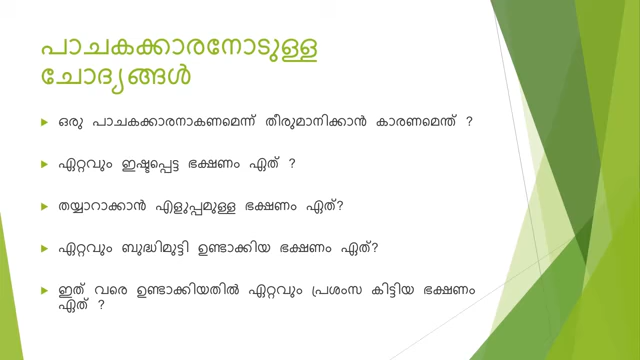 പാചകക്കാരനോടുള്ള
ചോദ്യങ്ങൾ
ഒരു പാചകക്കാരനാകണമെന്ന് തീരുമാനിക്കാൻ കാരണമെന്ത് ?
ഏറ്റവും ഇഷ്ടപ്പെട്ട ഭക്ഷണം ഏത് ?
തയ്യാറാക്കാൻ എളുപ്പമുള്ള ഭക്ഷണം ഏത്?
ഏറ്റവും ബുദ്ധിമുട്ടി ഉണ്ടാക്കിയ ഭക്ഷണം ഏത്?
ഇത് വരെ ഉണ്ടാക്കിയതിൽ ഏറ്റവും പ്രശംസ കിട്ടിയ ഭക്ഷണം
ഏത് ?